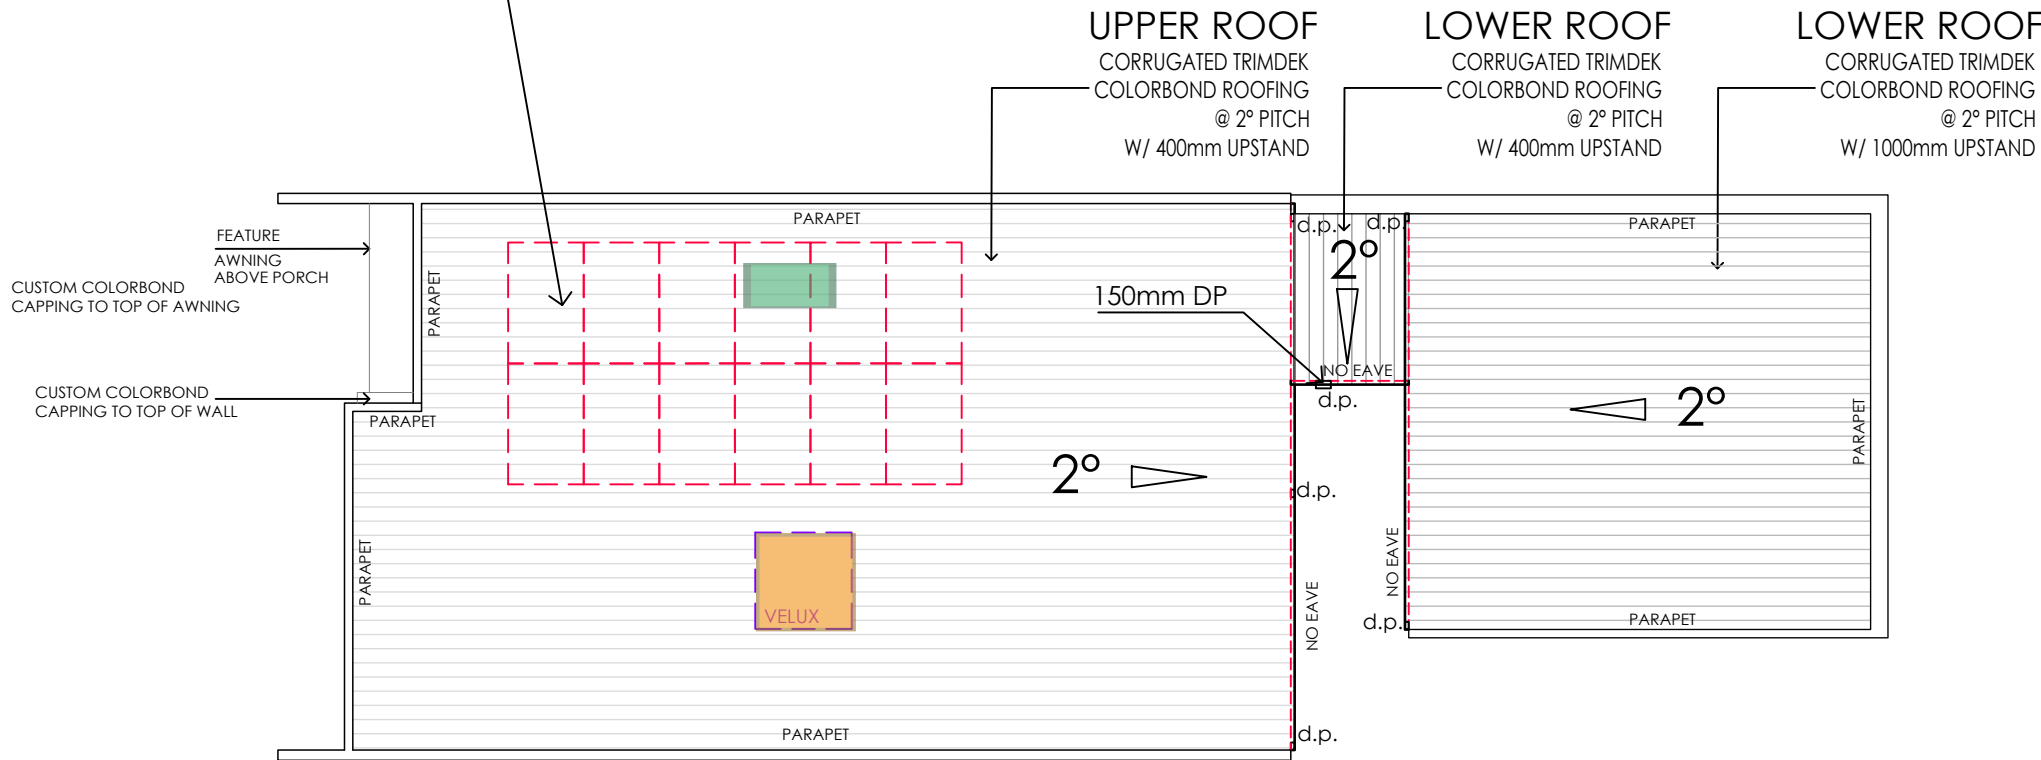 UPPER ROOF
CORRUGATED TRIMDEK
COLORBOND ROOFING
@ 2° PITCH
W/ 400mm UPSTAND
LOWER ROOF
CORRUGATED TRIMDEK
COLORBOND ROOFING
@ 2° PITCH
W/ 400mm UPSTAND
LOWER ROOF
CORRUGATED TRIMDEK
COLORBOND ROOFING
@ 2° PITCH
W/ 1000mm UPSTAND
PARAPET
d.p.
d.p.
PARAPET
FEATURE
AWNING
ABOVE PORCH
2°
CUSTOM COLORBOND
CAPPING TO TOP OF AWNING
PARAPET
150mm DP
NO EAVE
CUSTOM COLORBOND
CAPPING TO TOP OF WALL
d.p.
2°
PARAPET
PARAPET
2°
d.p.
PARAPET
NO EAVE
NO EAVE
VELUX
d.p.
PARAPET
PARAPET
d.p.